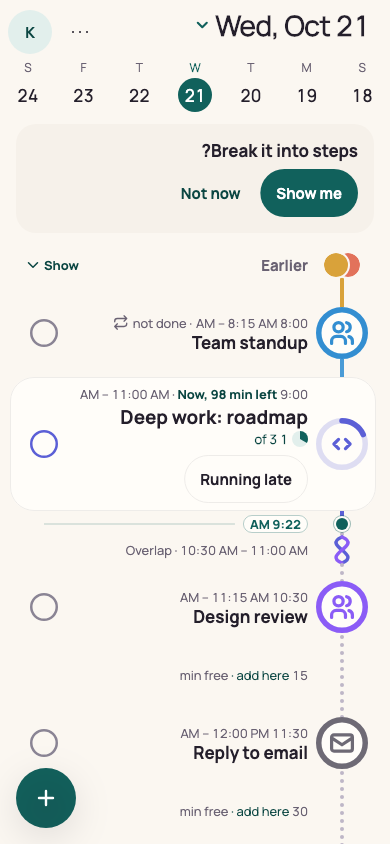 K
...
Wed, Oct 21
S F T W T M S
24 23 22 21 20 19 18
?Break it into steps
Not now
Show me
Show
Earlier
not done · AM – 8:15 AM 8:00
Team standup
AM – 11:00 AM · Now, 98 min left 9:00
Deep work: roadmap
of 3 1
Running late
AM 9:22
Overlap · 10:30 AM – 11:00 AM
AM – 11:15 AM 10:30
Design review
min free · add here 15
AM – 12:00 PM 11:30
Reply to email
min free · add here 30